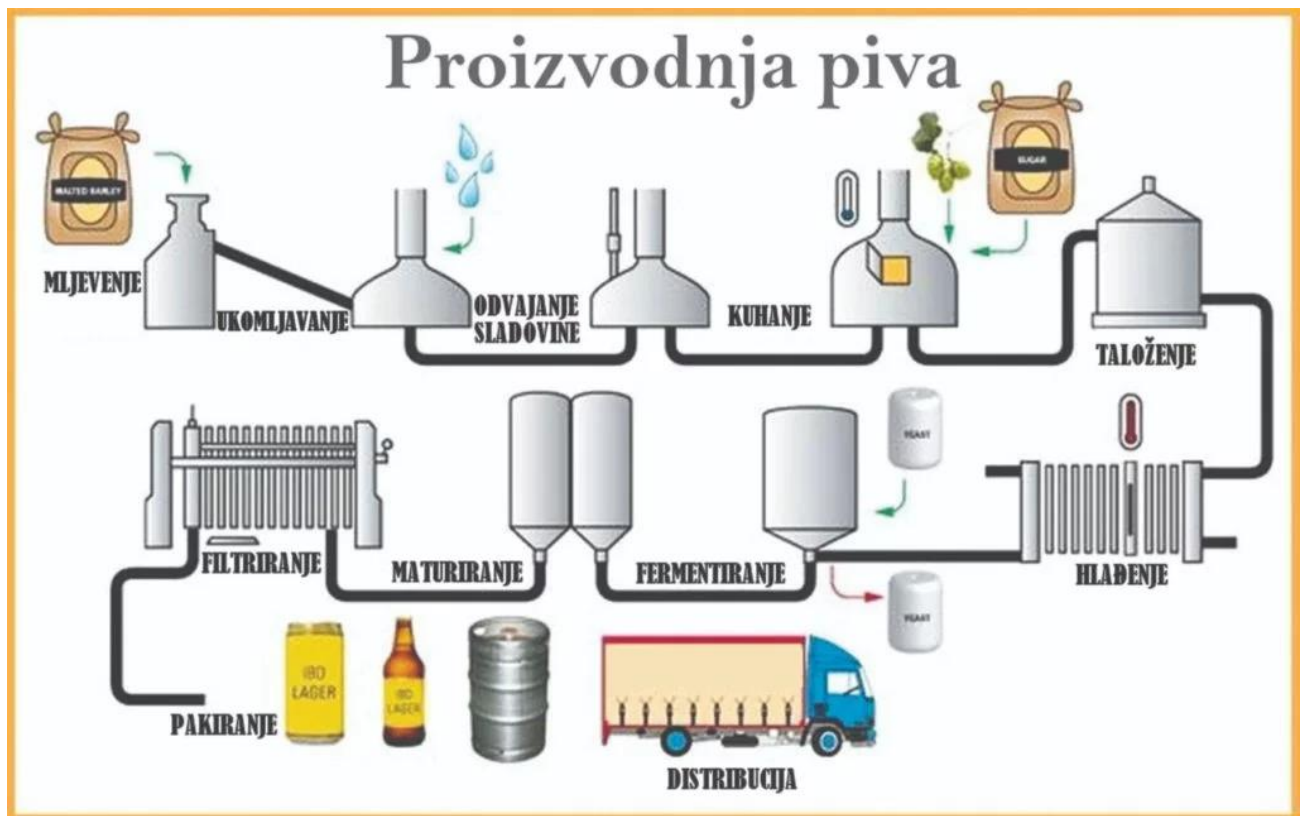 Proizvodnja piva
MALTED BARLEY
SUGAR
MLJEVENJE
UKOMLJAVANJE
ODVAJANJE
SLADOVINE
KUHANJE
TALOŽENJE
YEAST
FILTRIRANJE
MATURIRANJE
FERMENTIRANJE
HLAĐENJE
YEAST
IBD
LAGER
IBD
LAGER
PAKIRANJE
DISTRIBUCIJA